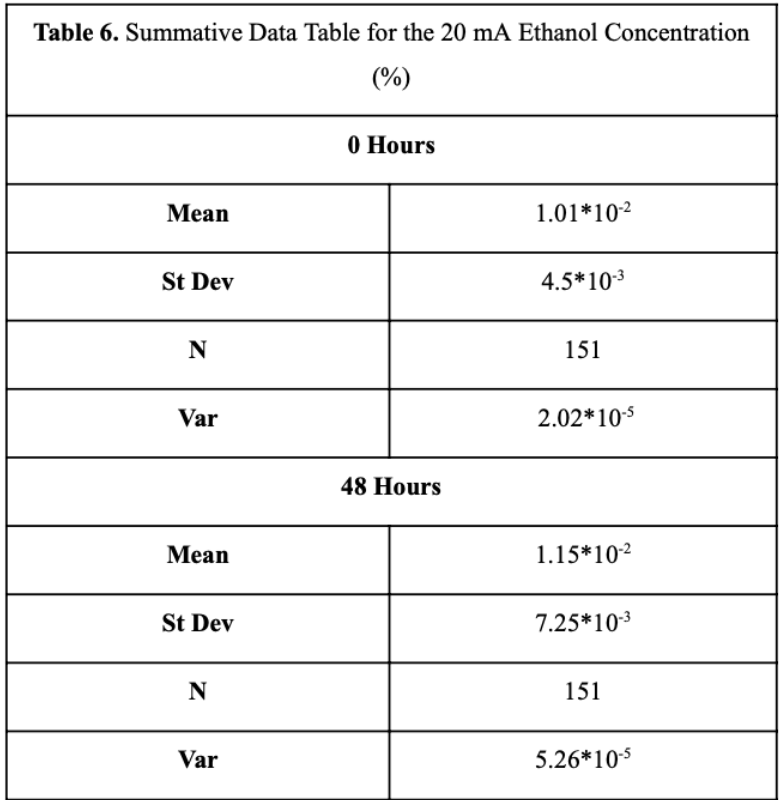 Table 6. Summative Data Table for the 20 mA Ethanol Concentration
(%)
0 Hours
Mean 1.01*10⁻²
St Dev 4.5*10⁻³
N 151
Var 2.02*10⁻⁵
48 Hours
Mean 1.15*10⁻²
St Dev 7.25*10⁻³
N 151
Var 5.26*10⁻⁵